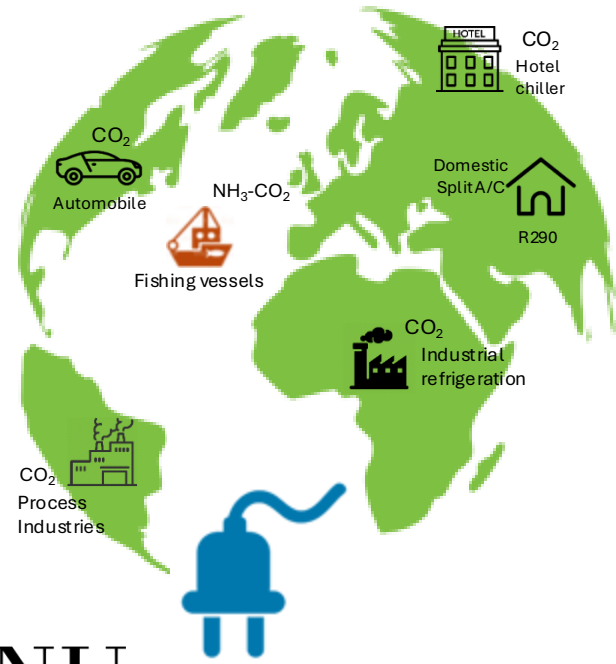 HOTEL
CO₂
Hotel
chiller
CO₂
Automobile
NH₃-CO₂
Fishing vessels
Domestic
Split A/C
R290
CO₂
Industrial
refrigeration
CO₂
Process
Industries